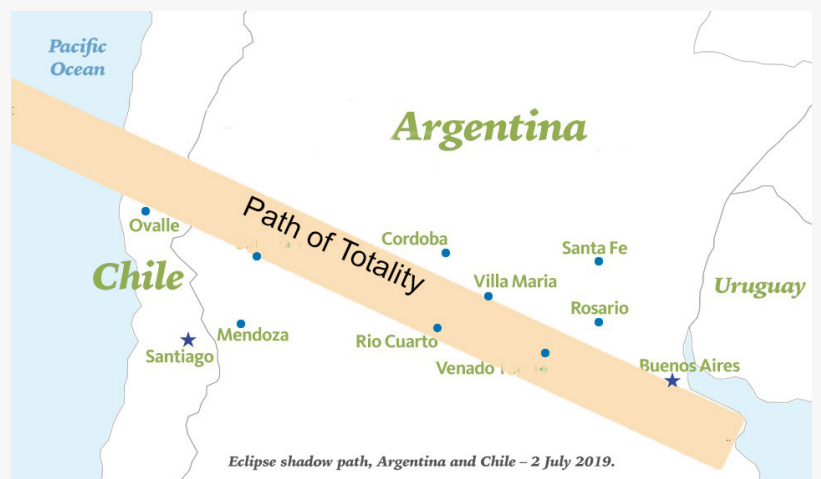 Pacific
Ocean
Argentina
Path of Totality
Ovalle
Cordoba
Santa Fe
Chile
Villa Maria
Uruguay
Rosario
Mendoza
Rio Cuarto
Santiago
Venado
Buenos Aires
Eclipse shadow path, Argentina and Chile – 2 July 2019.